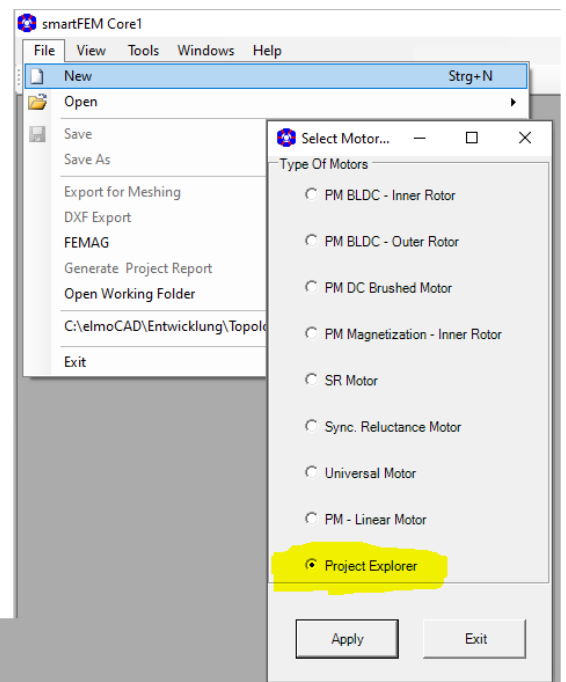 smartFEM Core1
File View Tools Windows Help
New Strg+N
Open
Save
Save As
Export for Meshing
DXF Export
FEMAG
Generate Project Report
Open Working Folder
C:\elmoCAD\Entwicklung\Topolo
Exit
Select Motor...
Type Of Motors
PM BLDC - Inner Rotor
PM BLDC - Outer Rotor
PM DC Brushed Motor
PM Magnetization - Inner Rotor
SR Motor
Sync. Reluctance Motor
Universal Motor
PM - Linear Motor
Project Explorer
Apply Exit